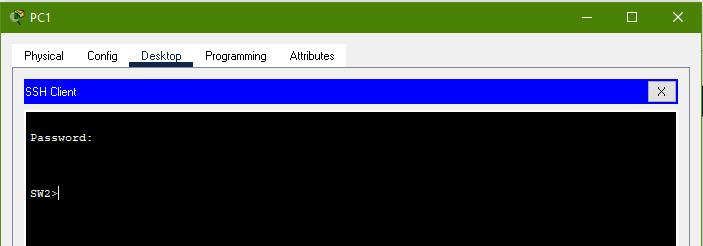 PC1
Physical Config Desktop Programming Attributes
SSH Client X
Password:
SW2>